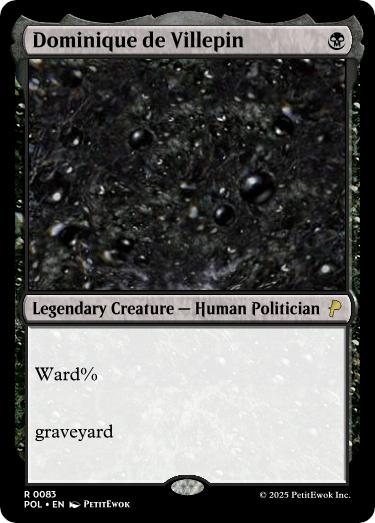 Dominique de Villepin
Legendary Creature — Human Politician
Ward%
graveyard
R 0083
POL • EN PetitEwok
© 2025 PetitEwok Inc.